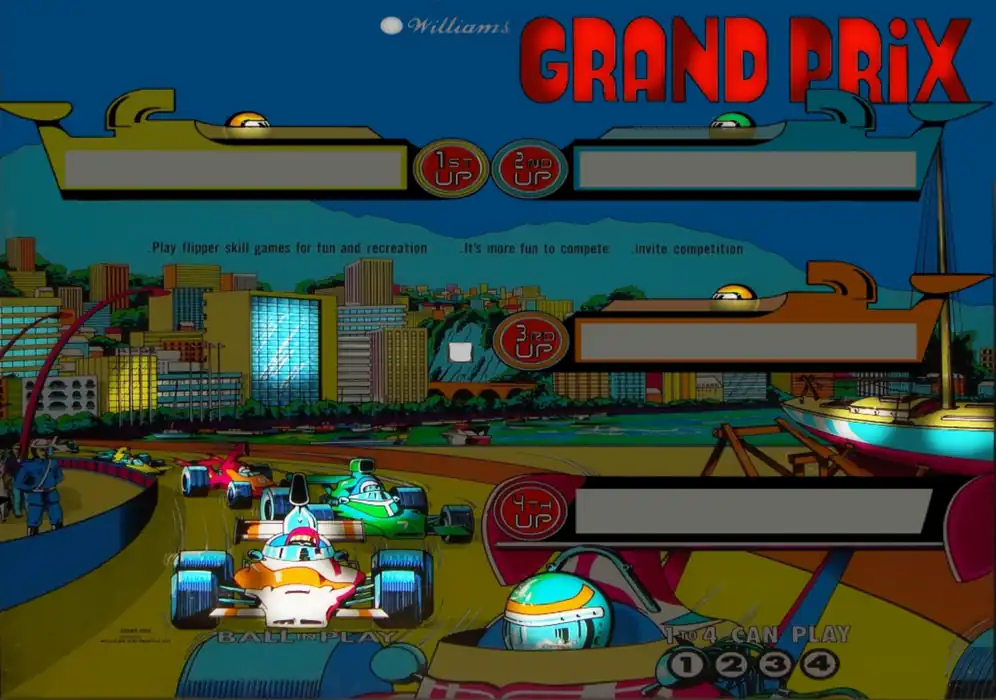 Williams
GRAND PRiX
1ST UP
2ND UP
.Play flipper skill games for fun and recreation .It's more fun to compete .invite competition
3RD UP
4TH UP
BALL IN PLAY
1 TO 4 CAN PLAY
1 2 3 4